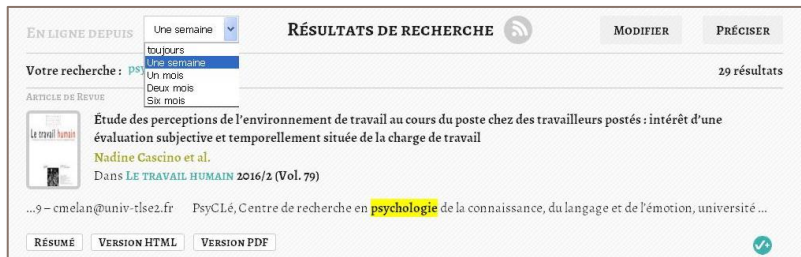 EN LIGNE DEPUIS Une semaine RÉSULTATS DE RECHERCHE MODIFIER PRÉCISER
toujours
Une semaine
Votre recherche : psy 29 résultats
Un mois
Deux mois
Six mois
ARTICLE DE REVUE
Étude des perceptions de l'environnement de travail au cours du poste chez des travailleurs postés : intérêt d'une
évaluation subjective et temporellement située de la charge de travail
Le travail humain
Nadine Cascino et al.
Dans LE TRAVAIL HUMAIN 2016/2 (Vol. 79)
...9 – cmelan@univ-tlse2.fr PsyCLÉ, Centre de recherche en psychologie de la connaissance, du langage et de l'émotion, université ...
RÉSUMÉ VERSION HTML VERSION PDF